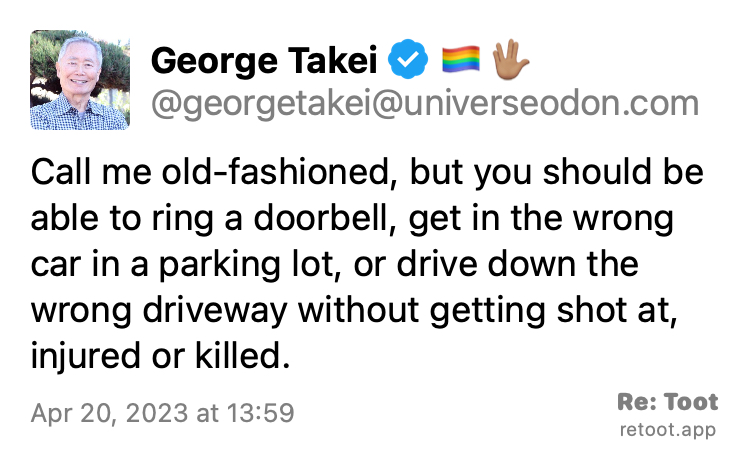 George Takei 🏳️‍🌈 🖖🏽
@georgetakei@universeodon.com
Call me old-fashioned, but you should be
able to ring a doorbell, get in the wrong
car in a parking lot, or drive down the
wrong driveway without getting shot at,
injured or killed.
Apr 20, 2023 at 13:59
Re: Toot
retoot.app